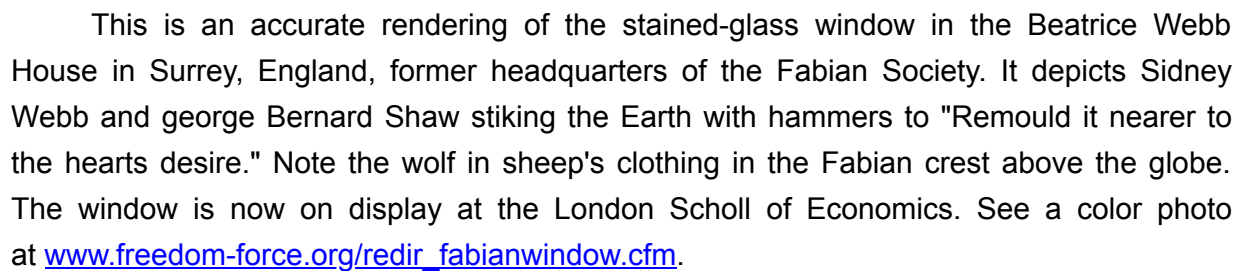 This is an accurate rendering of the stained-glass window in the Beatrice Webb
House in Surrey, England, former headquarters of the Fabian Society. It depicts Sidney
Webb and george Bernard Shaw stiking the Earth with hammers to "Remould it nearer to
the hearts desire." Note the wolf in sheep's clothing in the Fabian crest above the globe.
The window is now on display at the London Scholl of Economics. See a color photo
at www.freedom-force.org/redir_fabianwindow.cfm.